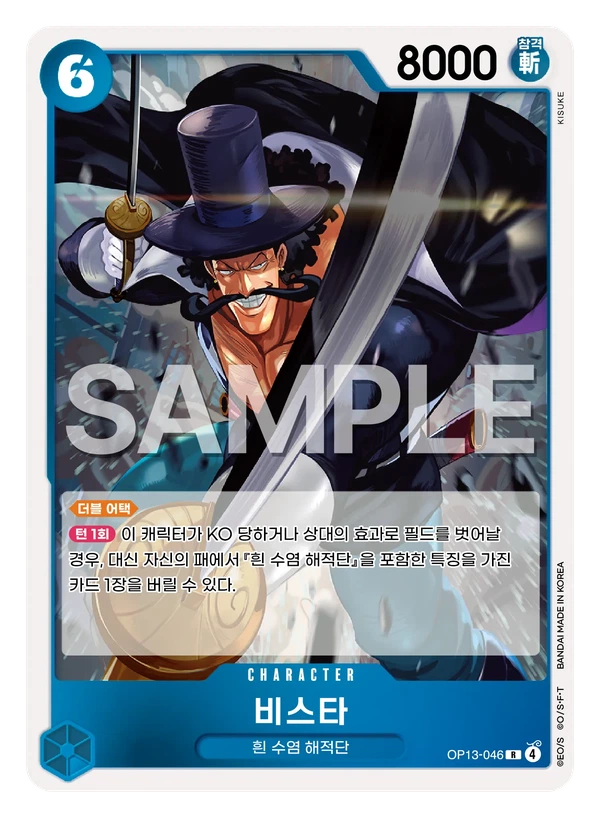 6
8000
참격
斬
KISUKE
SAMPLE
더블 어택
턴 1회 이 캐릭터가 KO 당하거나 상대의 효과로 필드를 벗어날
경우, 대신 자신의 패에서 『흰 수염 해적단』을 포함한 특징을 가진
카드 1장을 버릴 수 있다.
CHARACTER
비스타
흰 수염 해적단
OP13-046 R 4
©EO/S ©O/S·F·T BANDAI MADE IN KOREA